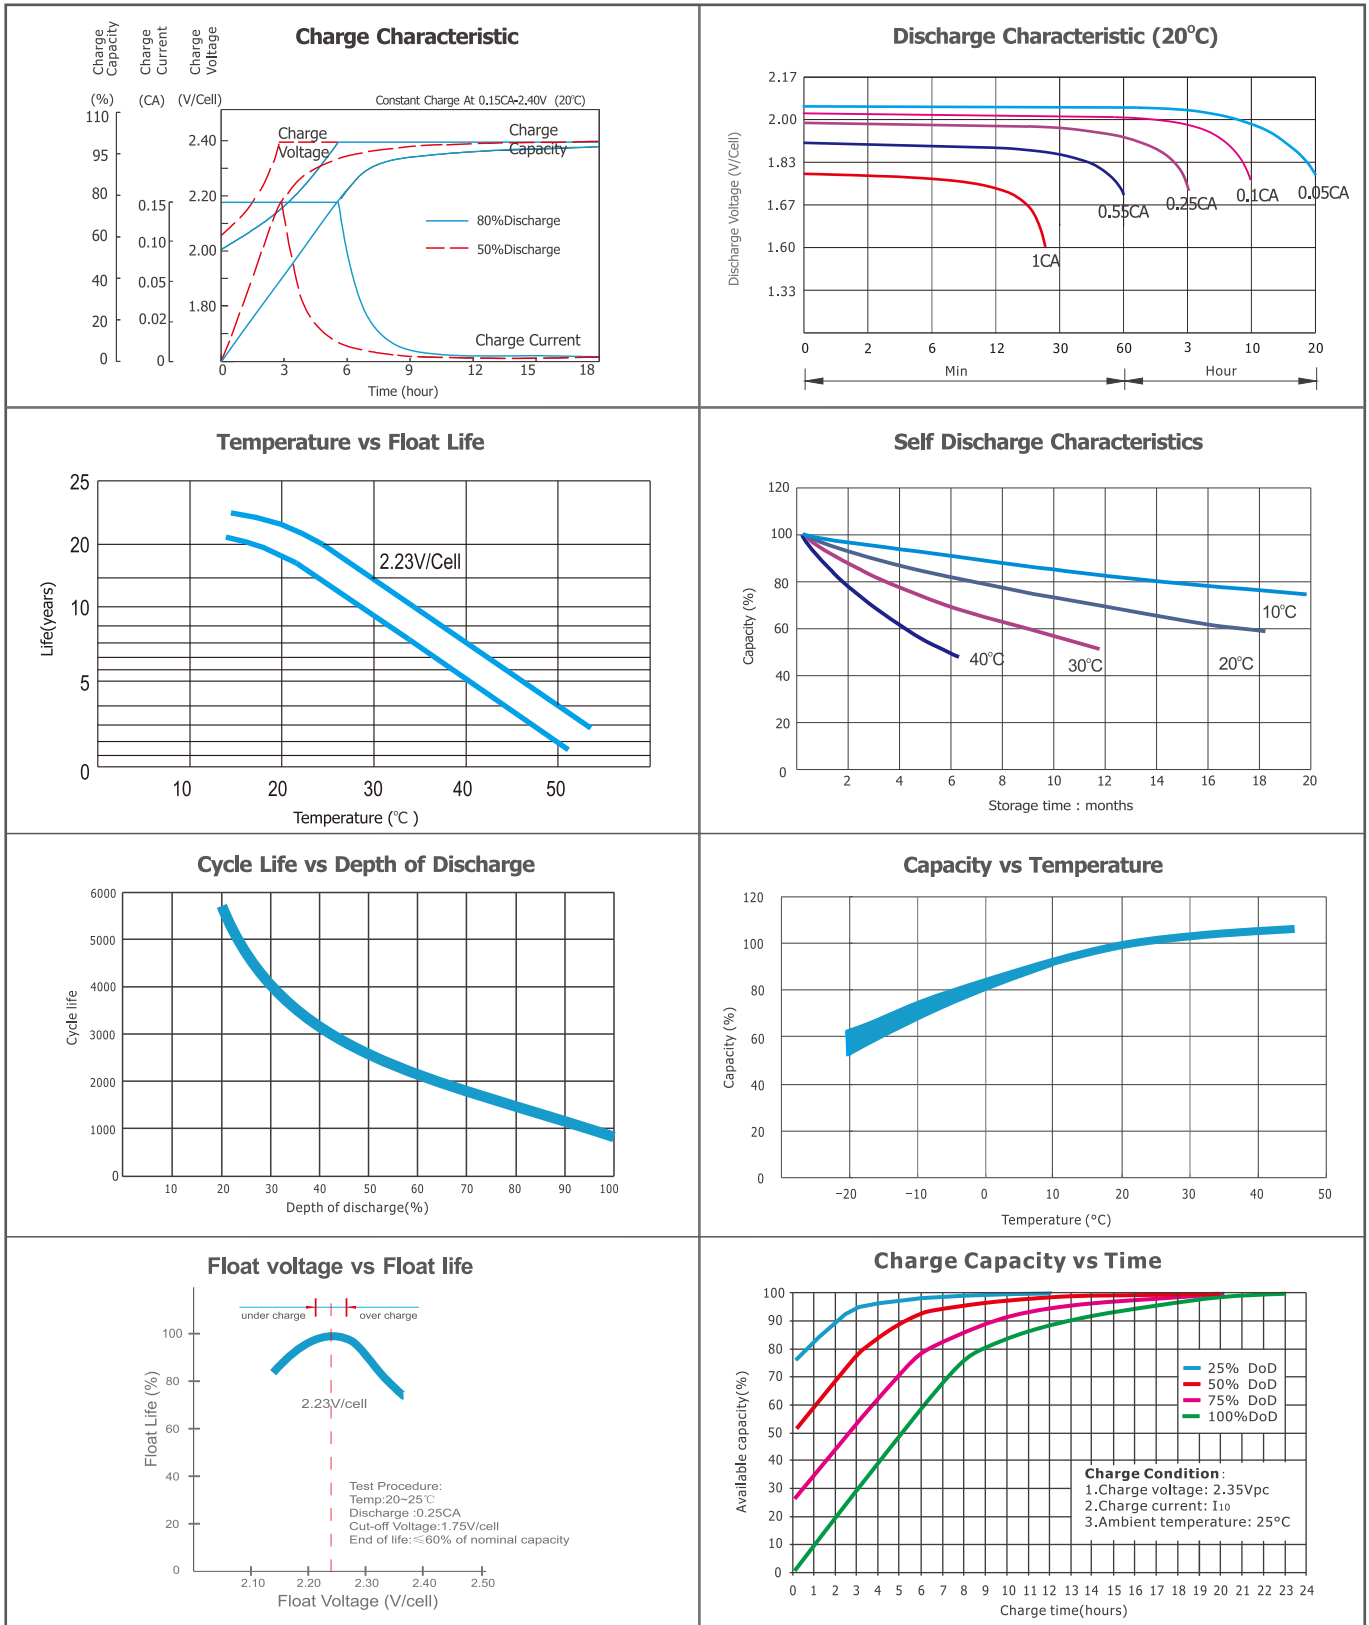 Charge Characteristic
Charge Capacity
Charge Current
Charge Voltage
(%) (CA) (V/Cell)
Constant Charge At 0.15CA-2.40V (20℃)
110
95
80
60
40
20
0
0.15
0.10
0.05
0.02
0
2.40
2.20
2.00
1.80
Charge Voltage
Charge Capacity
80%Discharge
50%Discharge
Charge Current
0 3 6 9 12 15 18
Time (hour)
Discharge Characteristic (20°C)
Discharge Voltage (V/Cell)
2.17
2.00
1.83
1.67
1.60
1.33
1CA
0.55CA
0.25CA
0.1CA
0.05CA
0 2 6 12 30 60 3 10 20
Min Hour
Temperature vs Float Life
Life(years)
25
20
10
5
0
2.23V/Cell
10 20 30 40 50
Temperature (℃ )
Self Discharge Characteristics
Capacity (%)
120
100
80
60
40
20
0
10°C
20°C
30°C
40°C
2 4 6 8 10 12 14 16 18 20
Storage time : months
Cycle Life vs Depth of Discharge
Cycle life
6000
5000
4000
3000
2000
1000
0
10 20 30 40 50 60 70 80 90 100
Depth of discharge(%)
Capacity vs Temperature
Capacity (%)
120
100
80
60
40
20
0
−20 −10 0 10 20 30 40 50
Temperature (°C)
Float voltage vs Float life
under charge over charge
Float Life (%)
100
80
60
40
20
0
2.23V/cell
Test Procedure:
Temp:20~25℃
Discharge :0.25CA
Cut-off Voltage:1.75V/cell
End of life:≤60% of nominal capacity
2.10 2.20 2.30 2.40 2.50
Float Voltage (V/cell)
Charge Capacity vs Time
Available capacity(%)
100
90
80
70
60
50
40
30
20
10
0
25% DoD
50% DoD
75% DoD
100%DoD
Charge Condition:
1.Charge voltage: 2.35Vpc
2.Charge current: I10
3.Ambient temperature: 25°C
0 1 2 3 4 5 6 7 8 9 10 11 12 13 14 15 16 17 18 19 20 21 22 23 24
Charge time(hours)